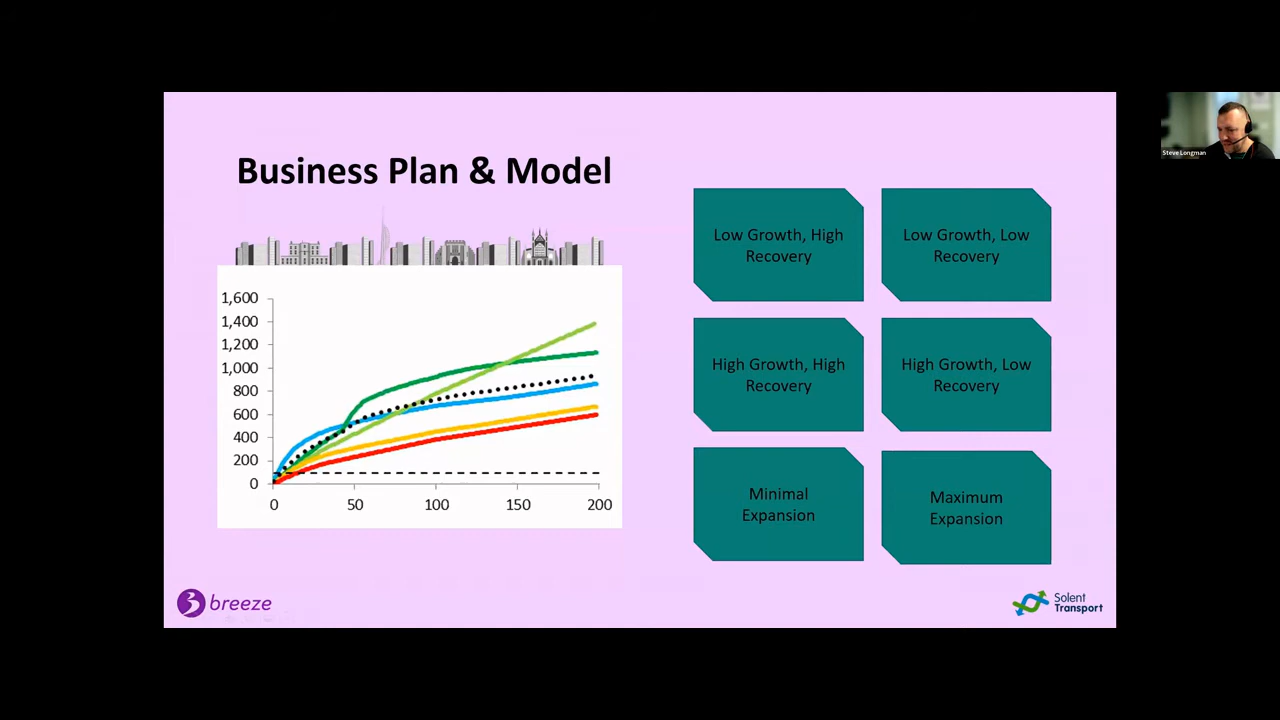 Business Plan & Model
1,600
1,400
1,200
1,000
800
600
400
200
0
0 50 100 150 200
Low Growth, High
Recovery
Low Growth, Low
Recovery
High Growth, High
Recovery
High Growth, Low
Recovery
Minimal
Expansion
Maximum
Expansion
breeze
Solent
Transport
Steve Longman